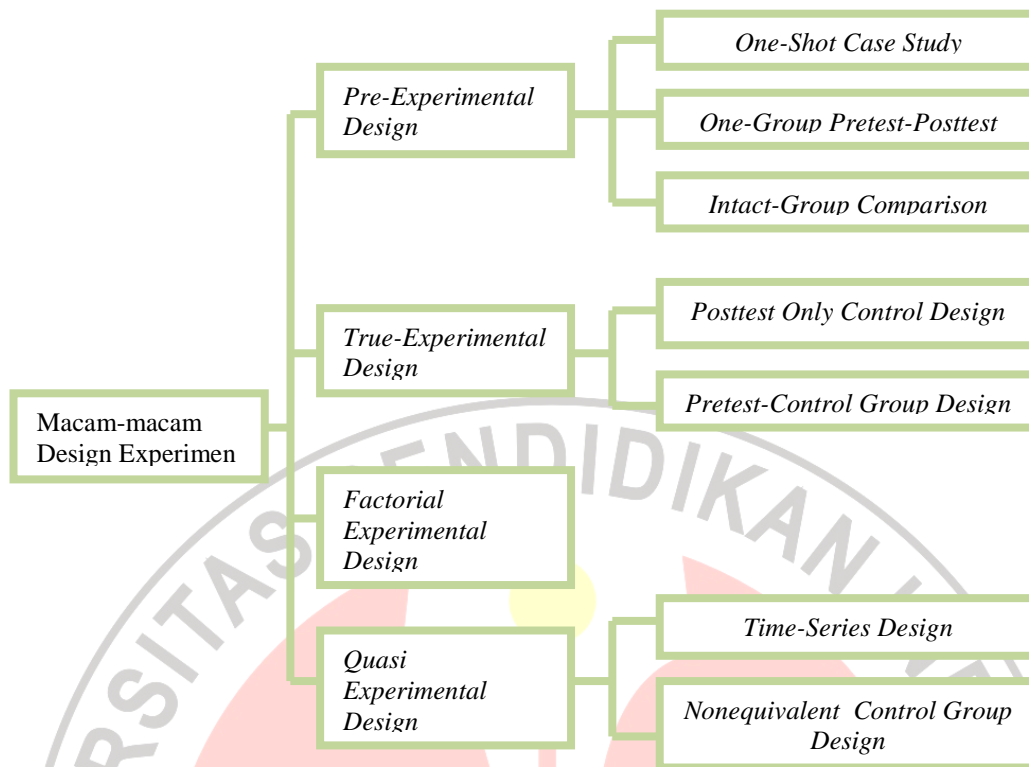 One-Shot Case Study
Pre-Experimental
Design
One-Group Pretest-Posttest
Intact-Group Comparison
Posttest Only Control Design
True-Experimental
Design
Pretest-Control Group Design
Macam-macam
Design Experimen
Factorial
Experimental
Design
Time-Series Design
Quasi
Experimental
Design
Nonequivalent Control Group
Design